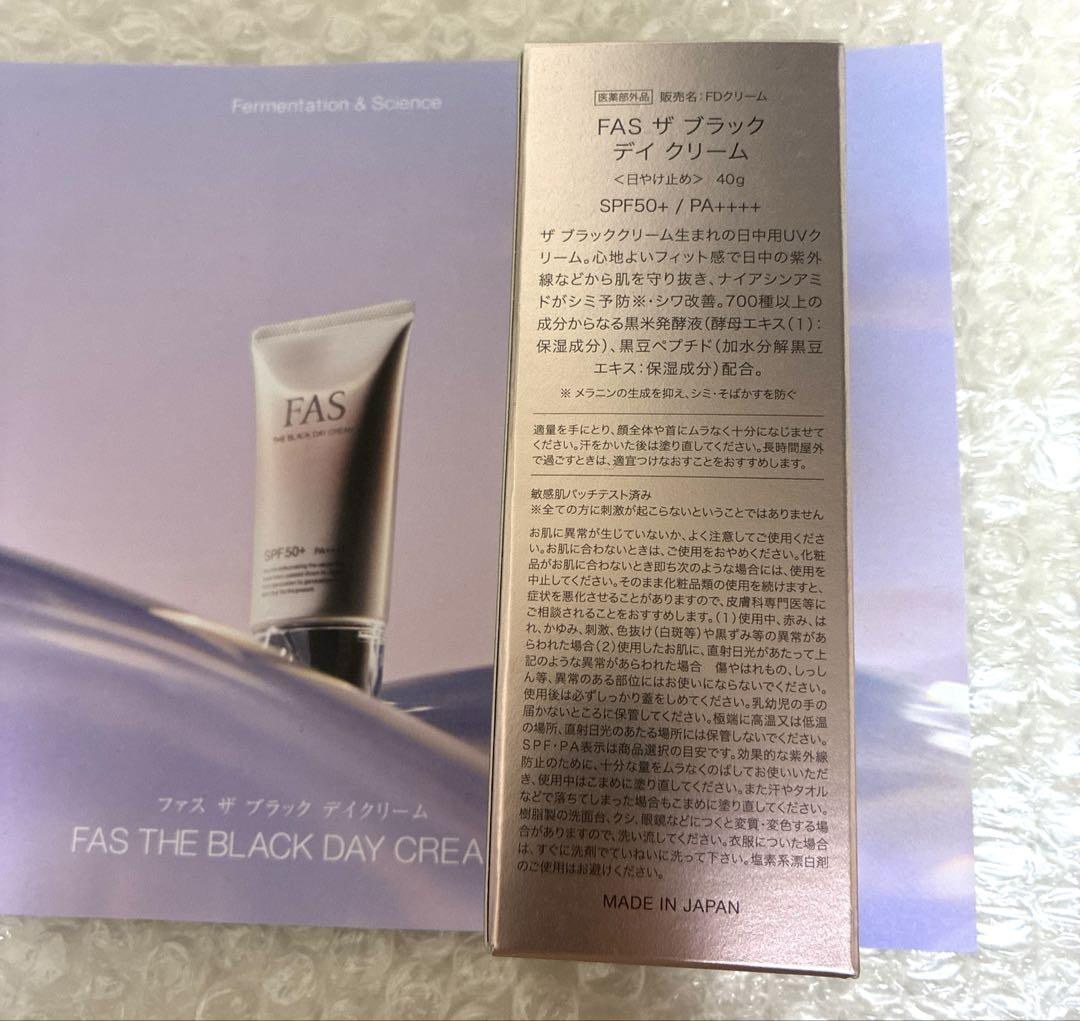 Fermentation & Science
FAS
THE BLACK DAY CREAM
SPF50+ PA++++
ファス ザ ブラック デイクリーム
FAS THE BLACK DAY CREA
医薬部外品 販売名:FDクリーム
FAS ザ ブラック
デイ クリーム
<日やけ止め> 40g
SPF50+ / PA++++
ザ ブラッククリーム生まれの日中用UVク
リーム。心地よいフィット感で日中の紫外
線などから肌を守り抜き、ナイアシンアミ
ドがシミ予防※・シワ改善。700種以上の
成分からなる黒米発酵液(酵母エキス(1):
保湿成分)、黒豆ペプチド(加水分解黒豆
エキス:保湿成分)配合。
※ メラニンの生成を抑え、シミ・そばかすを防ぐ
適量を手にとり、顔全体や首にムラなく十分になじませて
ください。汗をかいた後は塗り直してください。長時間屋外
で過ごすときは、適宜つけなおすことをおすすめします。
敏感肌パッチテスト済み
※全ての方に刺激が起こらないということではありません
お肌に異常が生じていないか、よく注意してご使用くださ
い。お肌に合わないときは、ご使用をおやめください。化粧
品がお肌に合わないとき即ち次のような場合には、使用を
中止してください。そのまま化粧品類の使用を続けますと、
症状を悪化させることがありますので、皮膚科専門医等に
ご相談されることをおすすめします。(1)使用中、赤み、は
れ、かゆみ、刺激、色抜け(白斑等)や黒ずみ等の異常があ
らわれた場合(2)使用したお肌に、直射日光があたって上
記のような異常があらわれた場合 傷やはれもの、しっし
ん等、異常のある部位にはお使いにならないでください。
使用後は必ずしっかり蓋をしめてください。乳幼児の手の
届かないところに保管してください。極端に高温又は低温
の場所、直射日光のあたる場所には保管しないでください。
SPF・PA表示は商品選択の目安です。効果的な紫外線
防止のために、十分な量をムラなくのばしてお使いいただ
き、使用中はこまめに塗り直してください。また汗やタオル
などで落ちてしまった場合もこまめに塗り直してください。
樹脂製の洗面台、クシ、眼鏡などにつくと変質・変色する場
合がありますので、洗い流してください。衣服についた場合
は、すぐに洗剤でていねいに洗って下さい。塩素系漂白剤
のご使用はお避けください。
MADE IN JAPAN